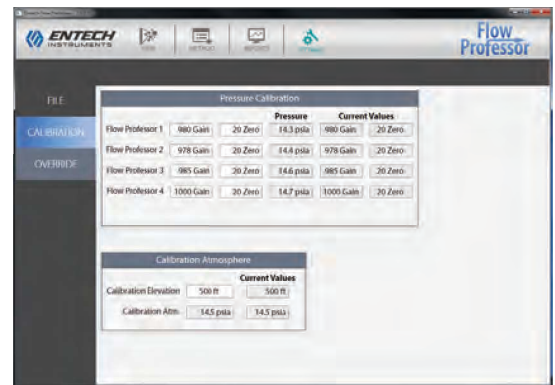 ENTECH
INSTRUMENTS
Flow
Professor
FILE
CALIBRATION
OVERRIDE
Pressure Calibration
Pressure Current Values
Flow Professor 1 980 Gain 20 Zero 14.3 psia 980 Gain 20 Zero
Flow Professor 2 978 Gain 20 Zero 14.4 psia 978 Gain 20 Zero
Flow Professor 3 985 Gain 20 Zero 14.6 psia 985 Gain 20 Zero
Flow Professor 4 1000 Gain 20 Zero 14.7 psia 1000 Gain 20 Zero
Calibration Atmosphere
Current Values
Calibration Elevation 500 ft 500 ft
Calibration Atm. 14.5 psia 14.5 psia